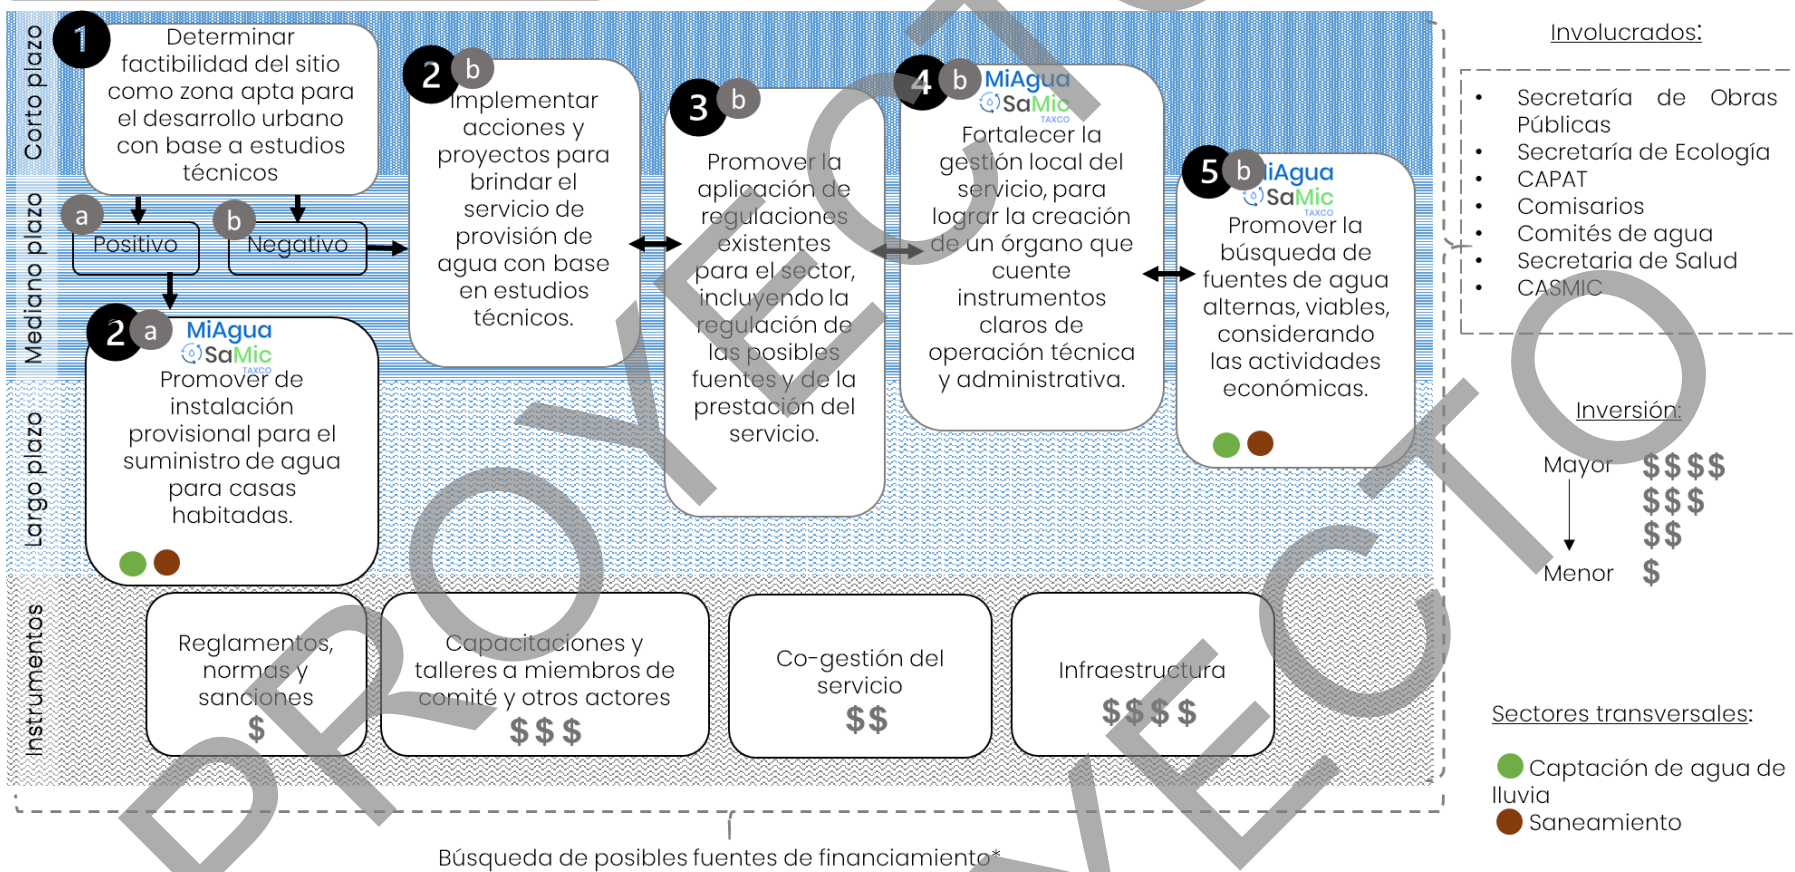 Corto plazo
Mediano plazo
Largo plazo
Instrumentos
1
Determinar
factibilidad del sitio
como zona apta para
el desarrollo urbano
con base a estudios
técnicos
a
Positivo
b
Negativo
2 a
MiAgua
SaMic
TAXCO
Promover de
instalación
provisional para el
suministro de agua
para casas
habitadas.
2 b
Implementar
acciones y
proyectos para
brindar el
servicio de
provisión de
agua con base
en estudios
técnicos.
3 b
Promover la
aplicación de
regulaciones
existentes
para el sector,
incluyendo la
regulación de
las posibles
fuentes y de la
prestación del
servicio.
4 b
MiAgua
SaMic
TAXCO
Fortalecer la
gestión local del
servicio, para
lograr la creación
de un órgano que
cuente
instrumentos
claros de
operación técnica
y administrativa.
5 b
iAgua
SaMic
TAXCO
Promover la
búsqueda de
fuentes de agua
alternas, viables,
considerando
las actividades
económicas.
Reglamentos,
normas y
sanciones
$
Capacitaciones y
talleres a miembros de
comité y otros actores
$$$
Co-gestión del
servicio
$$
Infraestructura
$$$$
Búsqueda de posibles fuentes de financiamiento*
Involucrados:
• Secretaría de Obras
Públicas
• Secretaría de Ecología
• CAPAT
• Comisarios
• Comités de agua
• Secretaria de Salud
• CASMIC
Inversión:
Mayor $$$$
$$$
$$
Menor $
Sectores transversales:
Captación de agua de
lluvia
Saneamiento
PROYECTO
YECTO